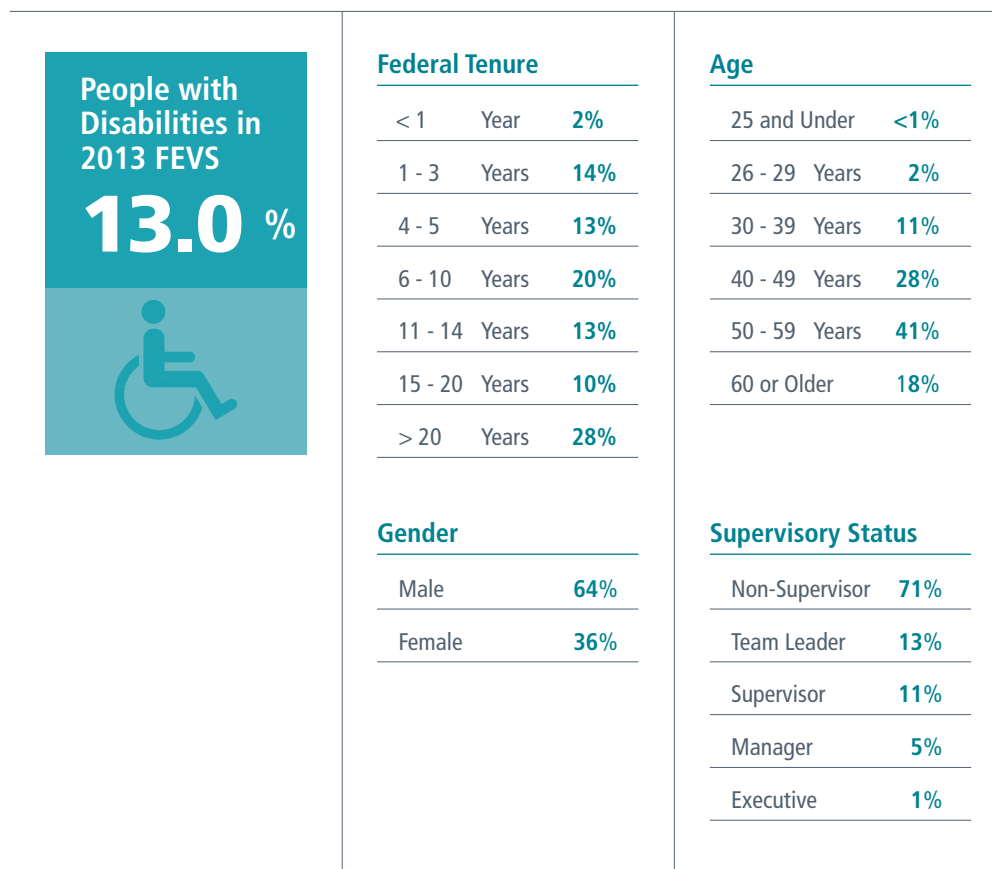 People with
Disabilities in
2013 FEVS
13.0 %
Federal Tenure
< 1 Year 2%
1 - 3 Years 14%
4 - 5 Years 13%
6 - 10 Years 20%
11 - 14 Years 13%
15 - 20 Years 10%
> 20 Years 28%
Age
25 and Under <1%
26 - 29 Years 2%
30 - 39 Years 11%
40 - 49 Years 28%
50 - 59 Years 41%
60 or Older 18%
Gender
Male 64%
Female 36%
Supervisory Status
Non-Supervisor 71%
Team Leader 13%
Supervisor 11%
Manager 5%
Executive 1%